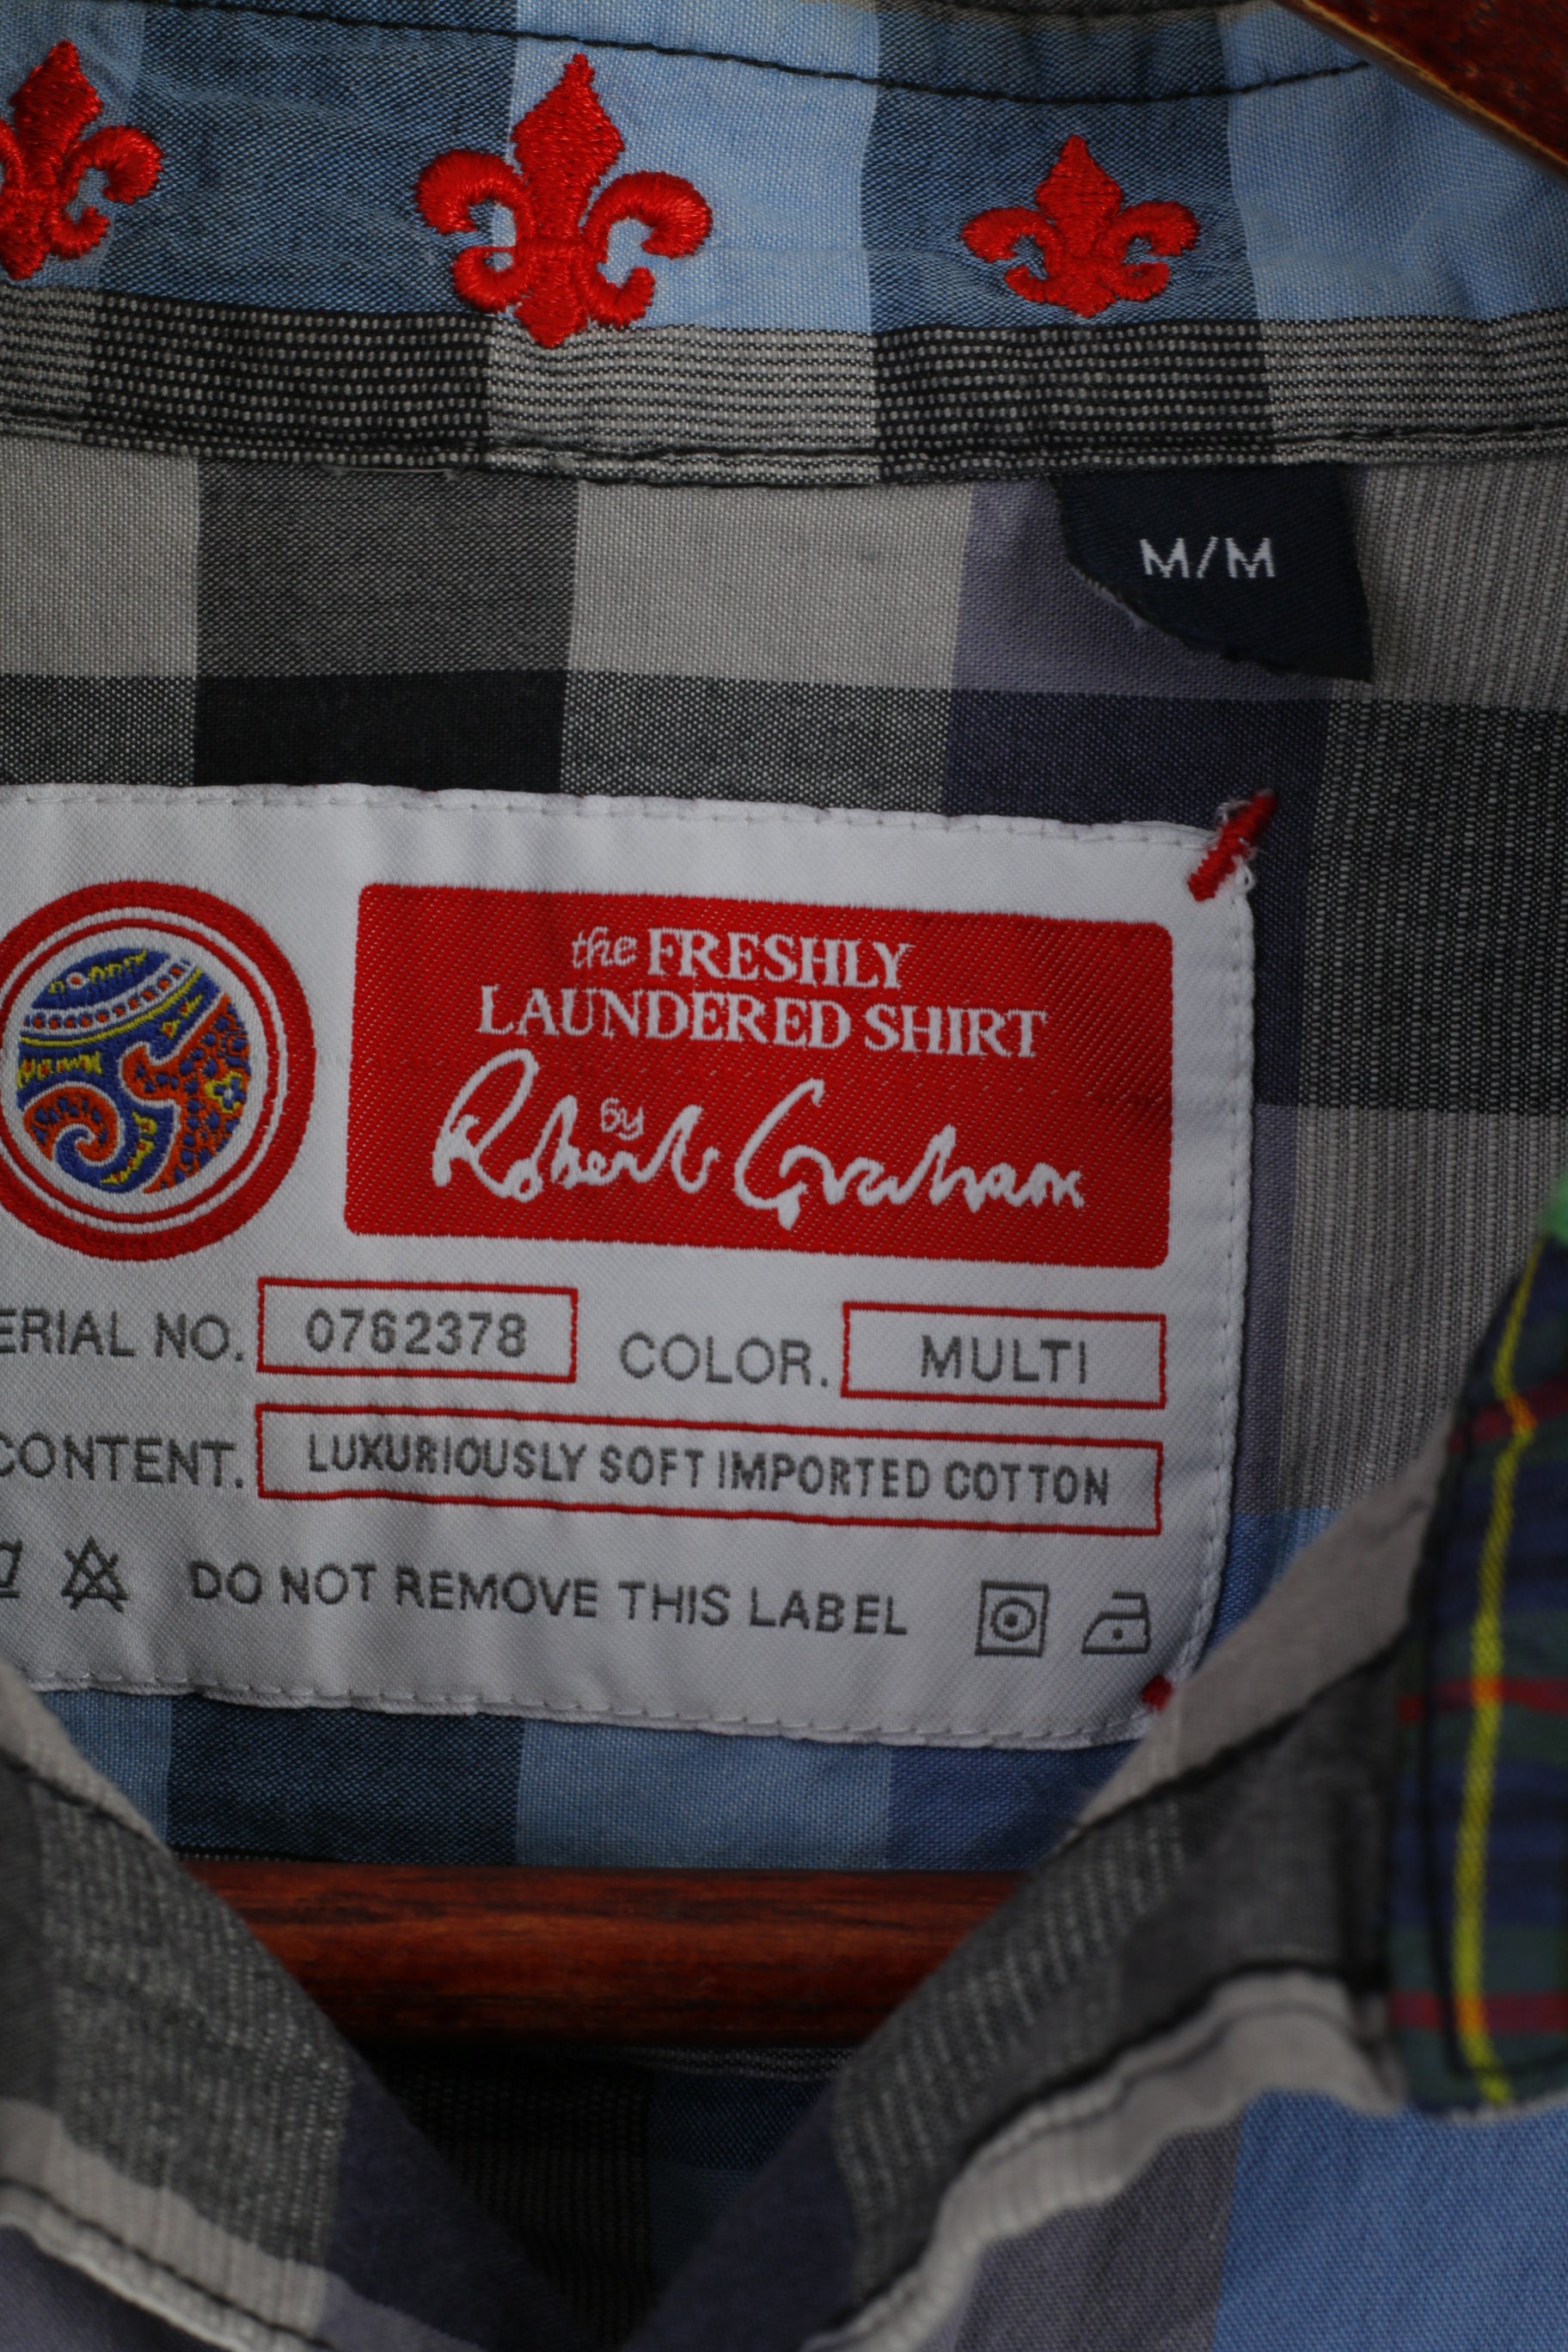 M/M
the FRESHLY
LAUNDERED SHIRT
by
Robert Graham
ERIAL NO. 0762378 COLOR. MULTI
CONTENT. LUXURIOUSLY SOFT IMPORTED COTTON
DO NOT REMOVE THIS LABEL